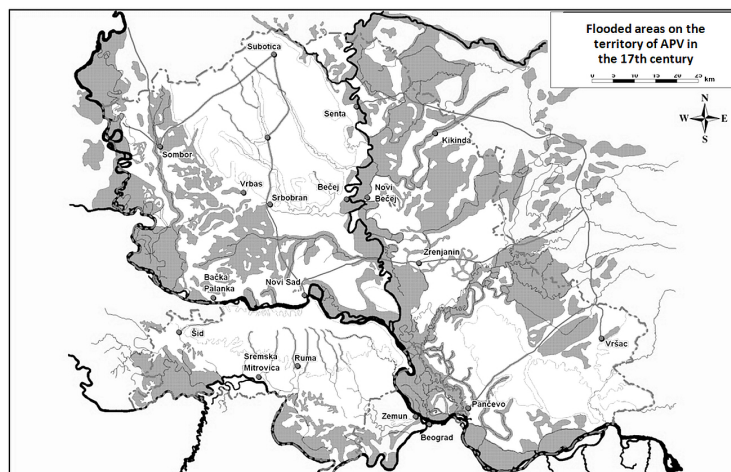 Flooded areas on the
territory of APV in
the 17th century
0 5 10 15 20 25
km
N
W E
S
Subotica
Senta
Kikinda
Sombor
Vrbas
Bečej
Novi
Bečej
Srbobran
Zrenjanin
Bačka
Palanka
Novi Sad
Šid
Vršac
Sremska
Mitrovica
Ruma
Zemun
Pančevo
Beograd